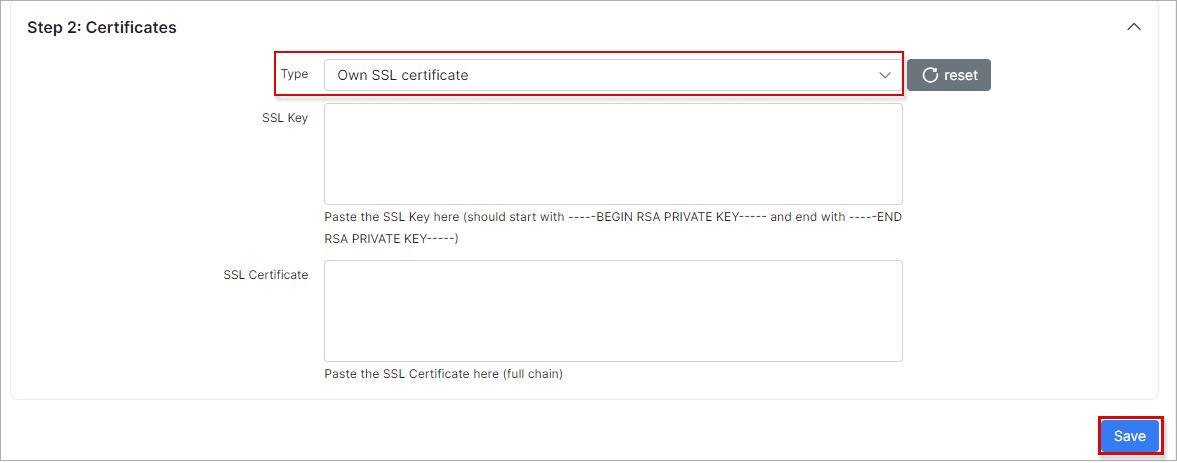 Step 2: Certificates
Type
Own SSL certificate
reset
SSL Key
Paste the SSL Key here (should start with -----BEGIN RSA PRIVATE KEY----- and end with -----END
RSA PRIVATE KEY-----)
SSL Certificate
Paste the SSL Certificate here (full chain)
Save